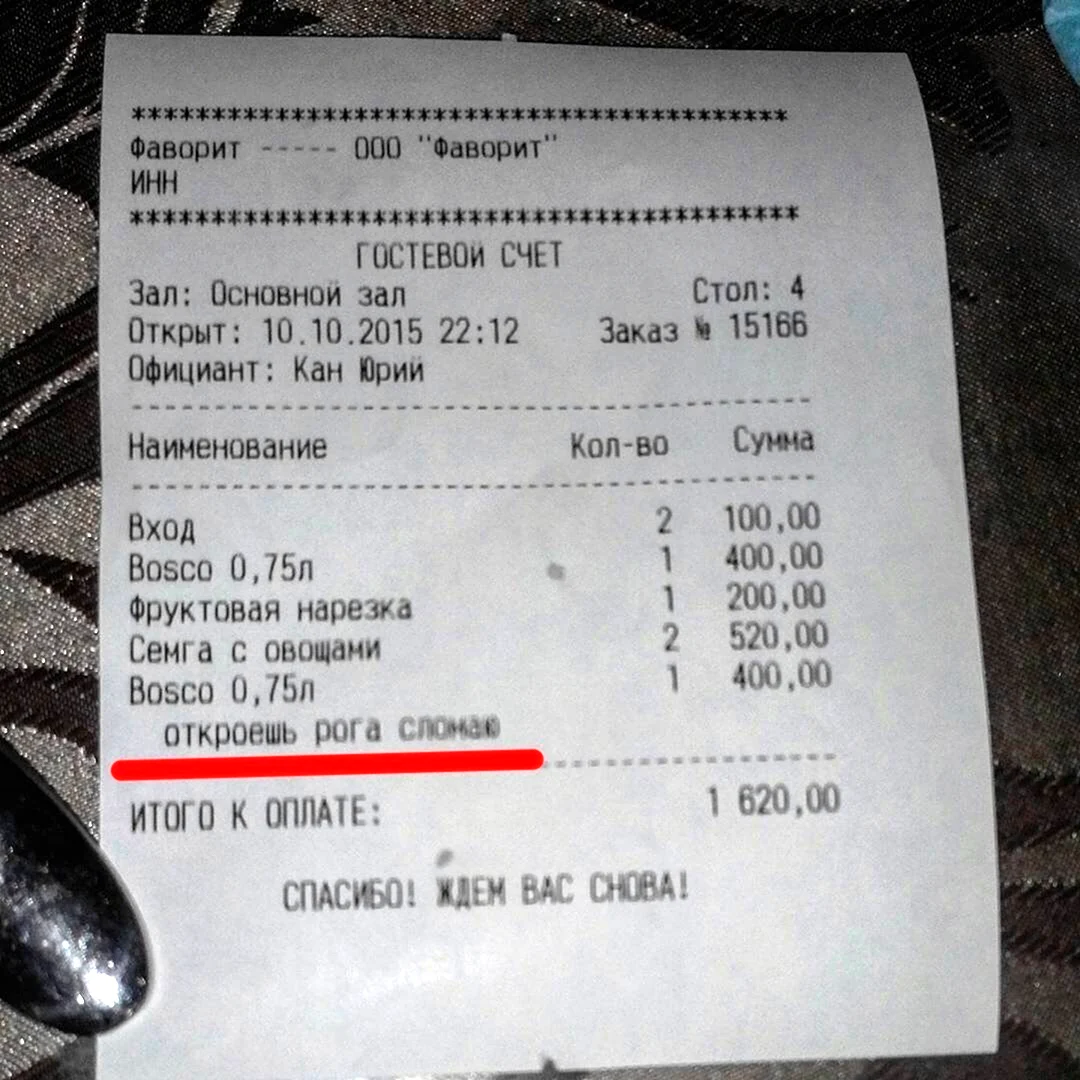 ******************************************
Фаворит ----- ООО "Фаворит"
ИНН
******************************************
ГОСТЕВОЙ СЧЕТ
Зал: Основной зал Стол: 4
Открыт: 10.10.2015 22:12 Заказ № 15166
Официант: Кан Юрий
Наименование Кол-во Сумма
Вход 2 100,00
Bosco 0,75л 1 400,00
Фруктовая нарезка 1 200,00
Семга с овощами 2 520,00
Bosco 0,75л 1 400,00
откроешь рога сломаю
ИТОГО К ОПЛАТЕ: 1 620,00
СПАСИБО! ЖДЕМ ВАС СНОВА!